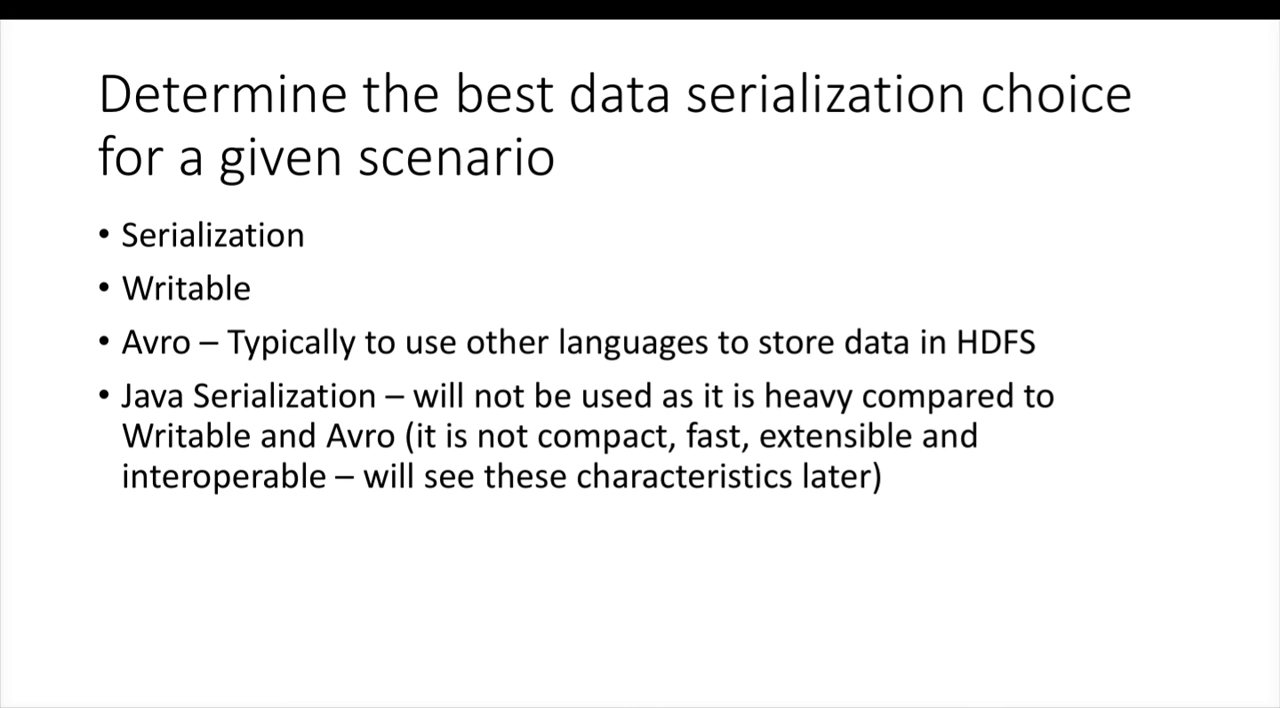 Determine the best data serialization choice
for a given scenario
• Serialization
• Writable
• Avro – Typically to use other languages to store data in HDFS
• Java Serialization – will not be used as it is heavy compared to
Writable and Avro (it is not compact, fast, extensible and
interoperable – will see these characteristics later)